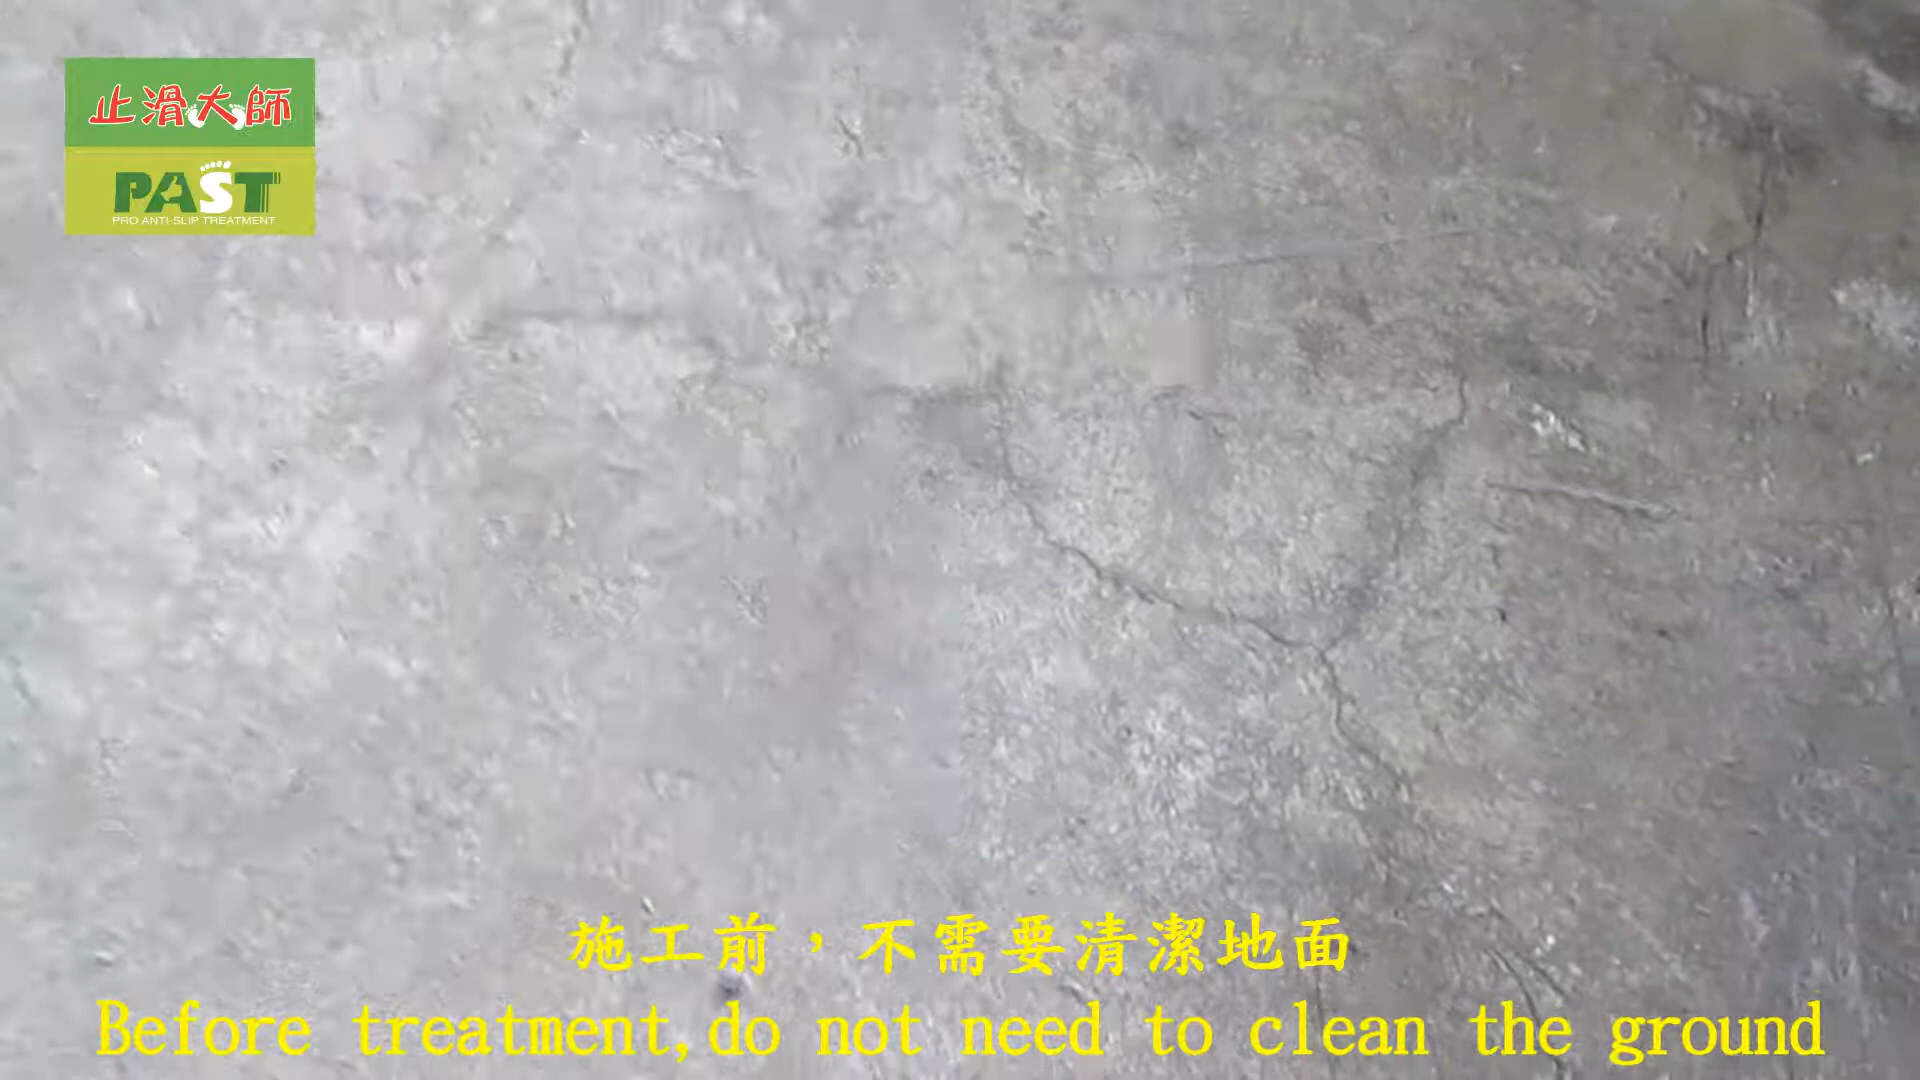 止滑大師
PAST
PRO ANTI-SLIP TREATMENT
施工前，不需要清潔地面
Before treatment,do not need to clean the ground